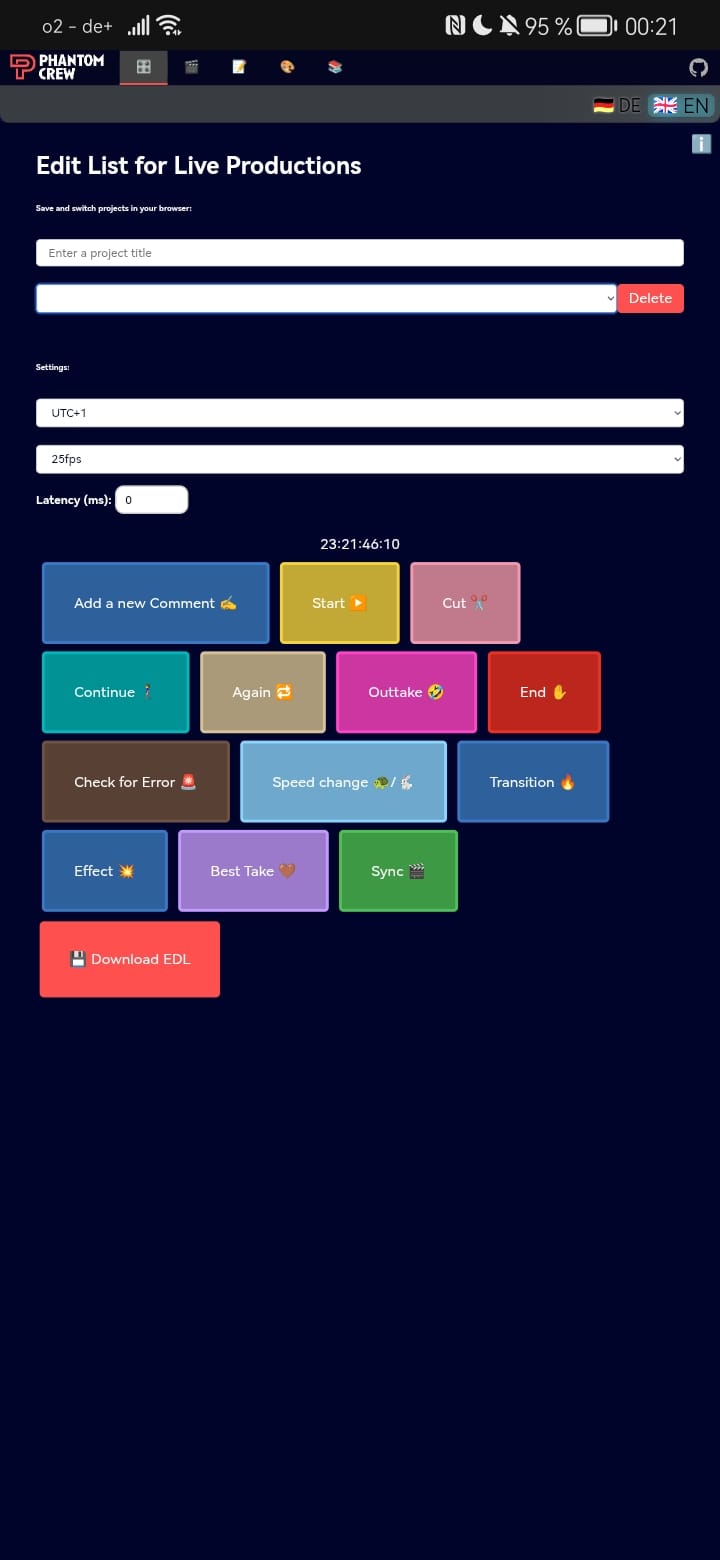 o2 – de+ 95 % 00:21
PHANTOM
CREW
DE EN
Edit List for Live Productions
Save and switch projects in your browser:
Enter a project title
Delete
Settings:
UTC+1
25fps
Latency (ms): 0
23:21:46:10
Add a new Comment ✍️ Start ▶️ Cut ✂️
Continue 🚶 Again 🔁 Outtake 🤣 End ✋
Check for Error 🚨 Speed change 🐢/🐇 Transition 🔥
Effect 💥 Best Take 🤎 Sync 🎬
💾 Download EDL